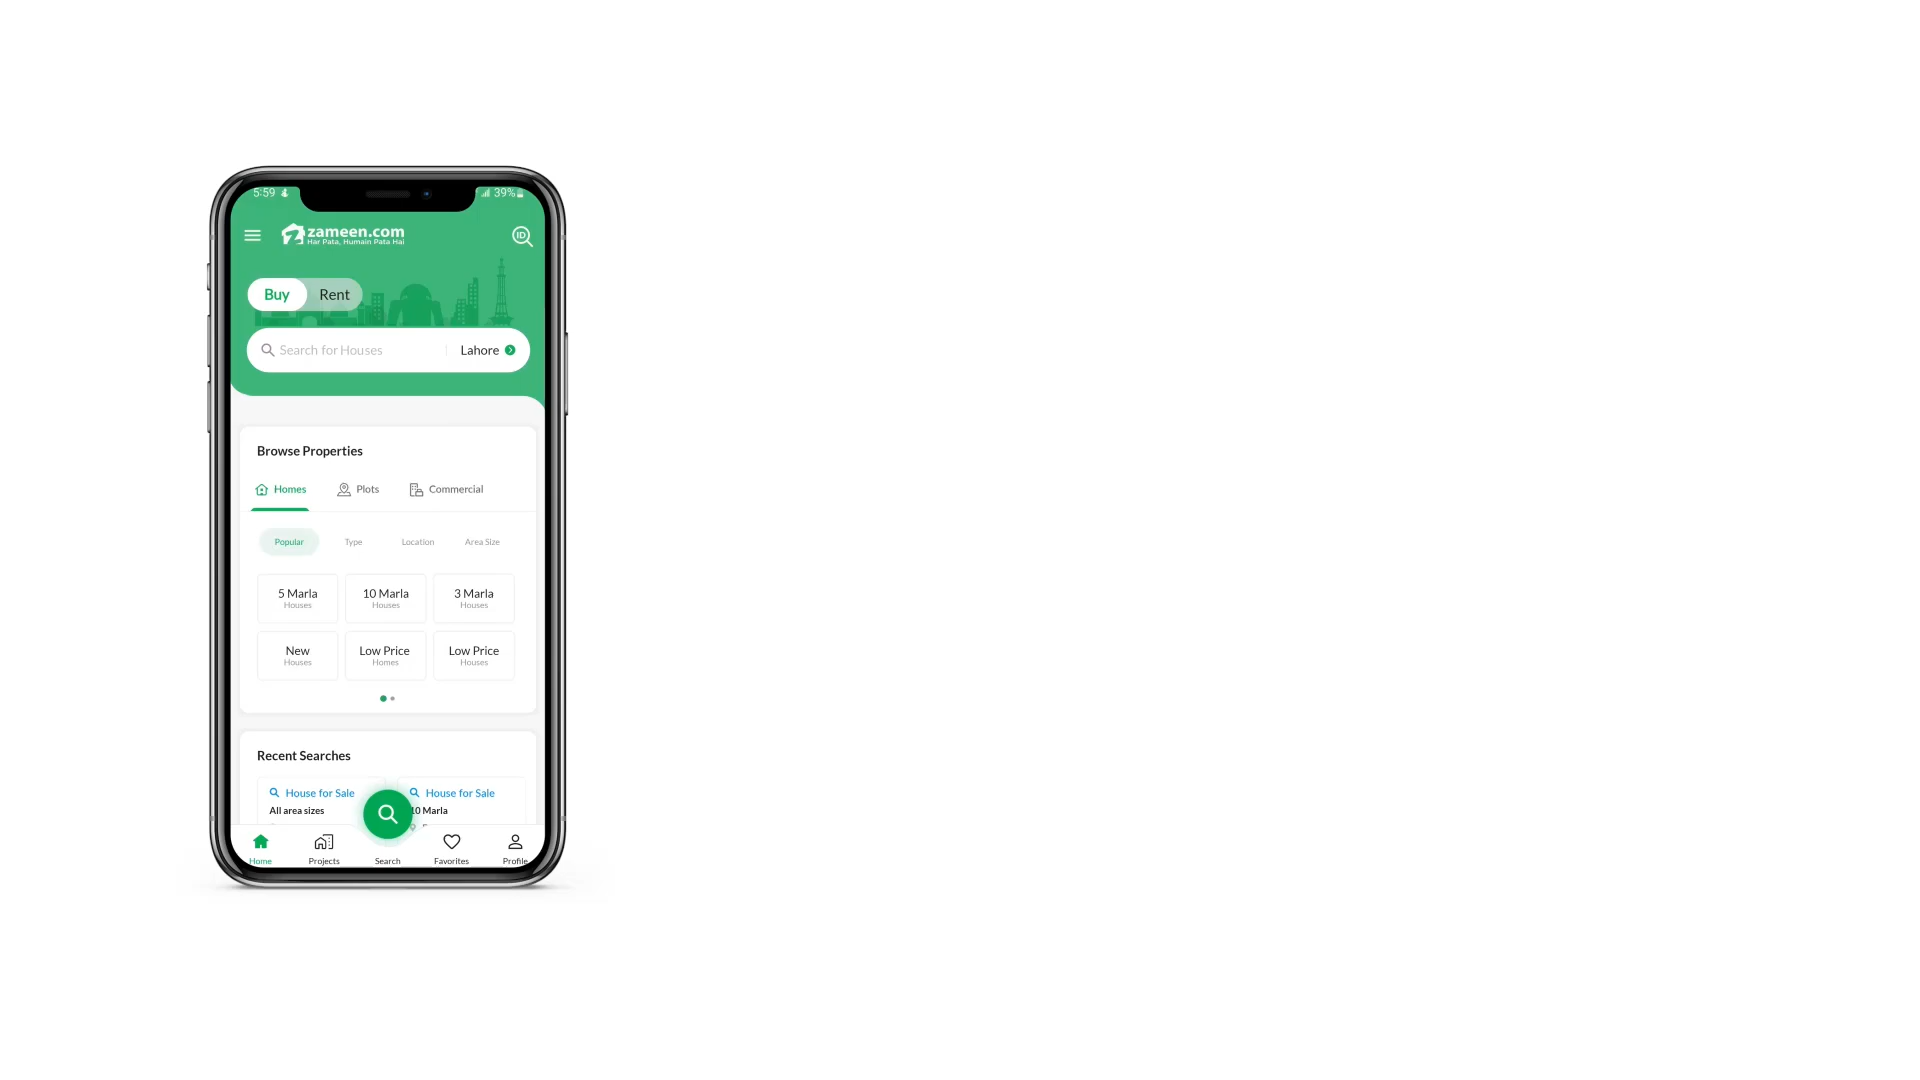 5:59
39%
zameen.com
Har Pata, Humain Pata Hai
ID
Buy Rent
Search for Houses Lahore
Browse Properties
Homes Plots Commercial
Popular Type Location Area Size
5 Marla 10 Marla 3 Marla
Houses Houses Houses
New Low Price Low Price
Houses Homes Houses
Recent Searches
House for Sale House for Sale
All area sizes 10 Marla
Home Projects Search Favorites Profile